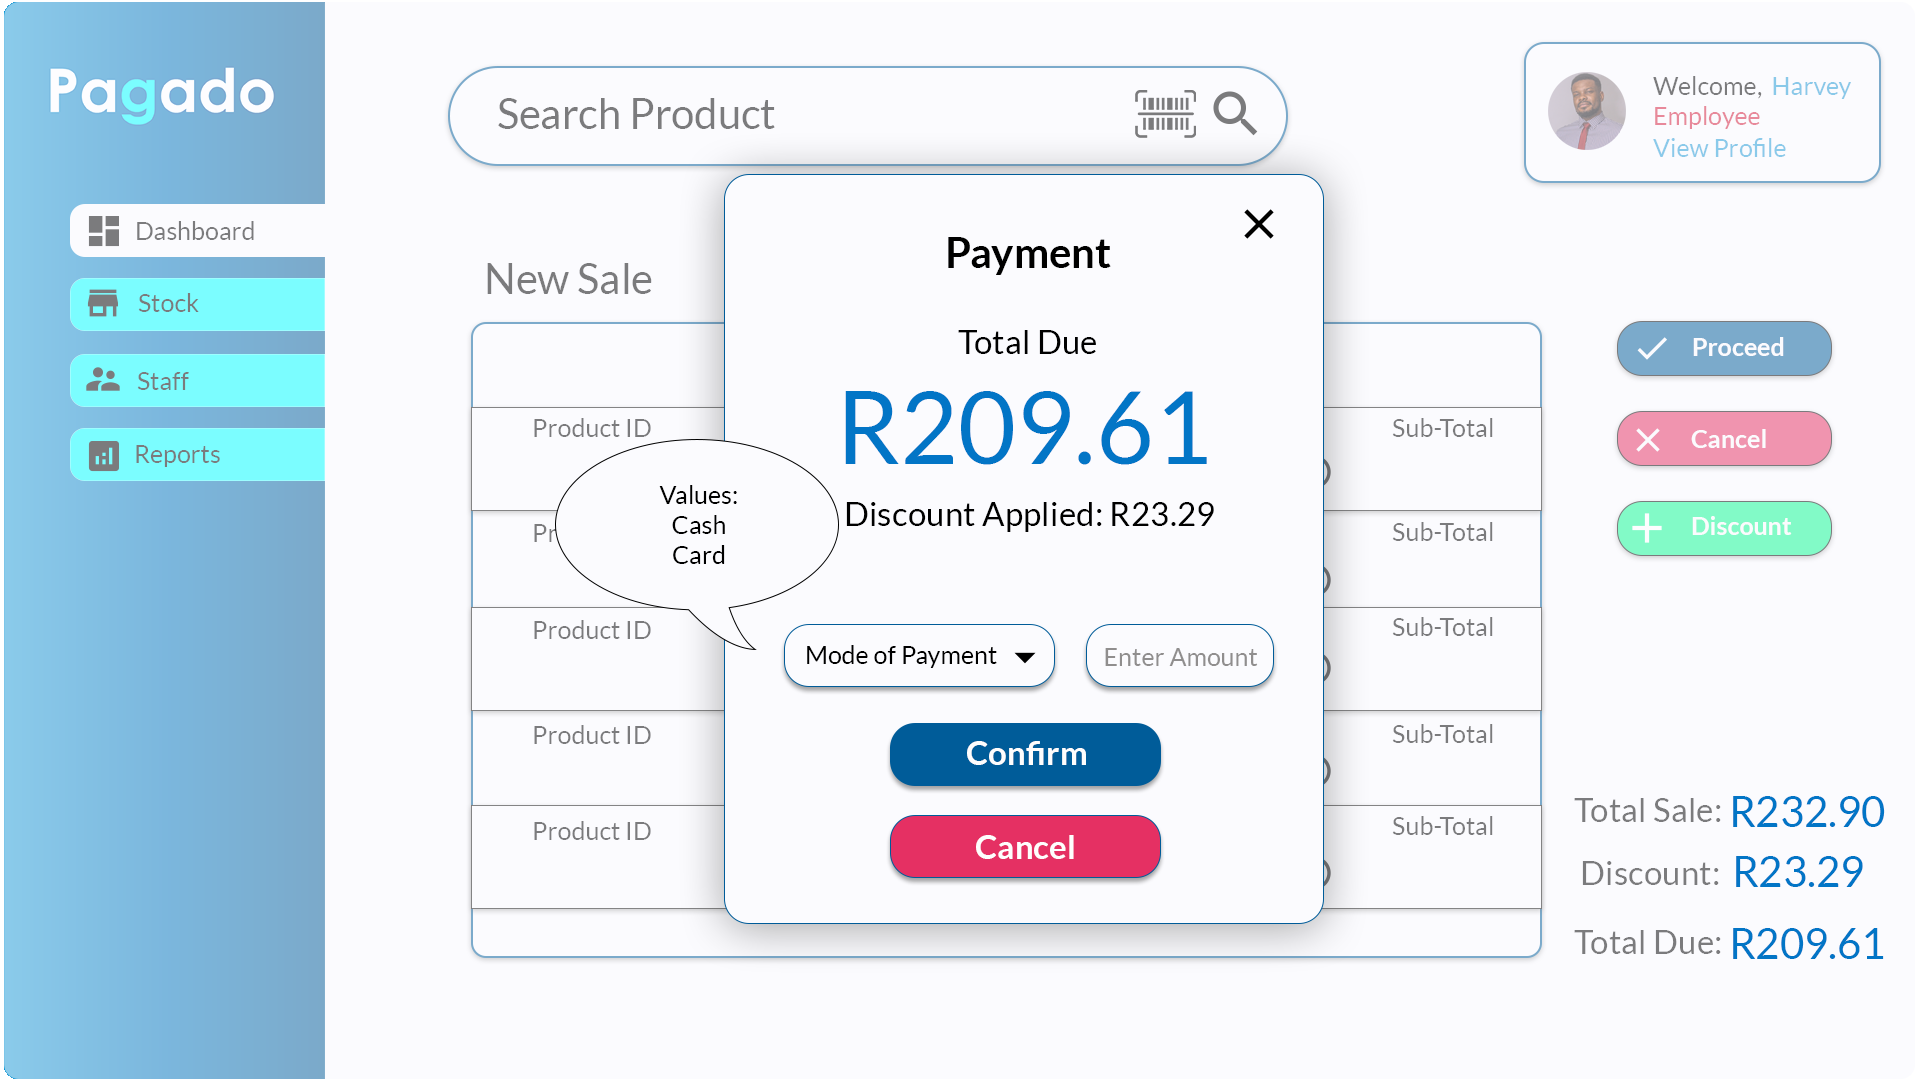 Pagado
Dashboard
Stock
Staff
Reports
Search Product
Welcome, Harvey
Employee
View Profile
New Sale
Product ID
Sub-Total
Pr
Sub-Total
Product ID
Sub-Total
Product ID
Sub-Total
Product ID
Sub-Total
Payment
Total Due
R209.61
Discount Applied: R23.29
Values:
Cash
Card
Mode of Payment
Enter Amount
Confirm
Cancel
Proceed
Cancel
Discount
Total Sale: R232.90
Discount: R23.29
Total Due: R209.61